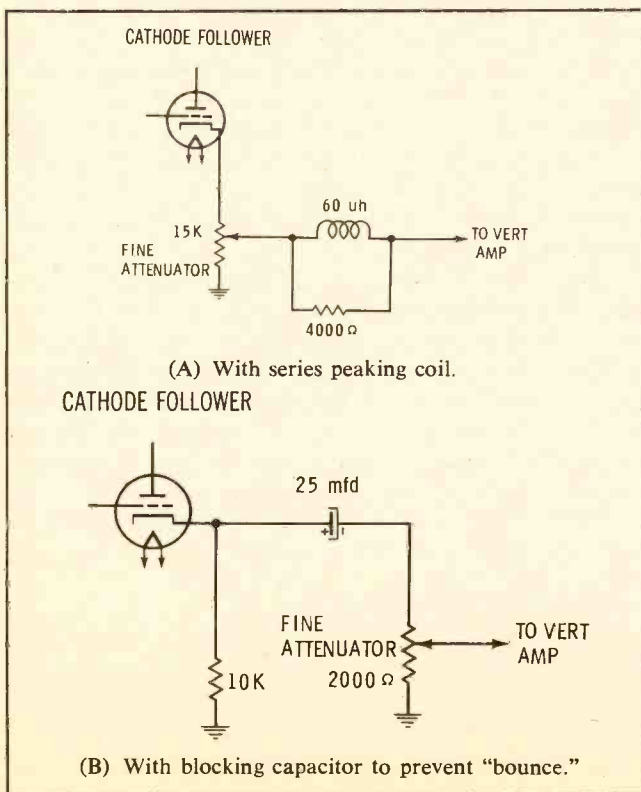 CATHODE FOLLOWER
60 uh
15K
FINE
ATTENUATOR
TO VERT
AMP
4000 Ω
(A) With series peaking coil.
CATHODE FOLLOWER
25 mfd
+
FINE
ATTENUATOR
2000 Ω
TO VERT
AMP
10K
(B) With blocking capacitor to prevent "bounce."